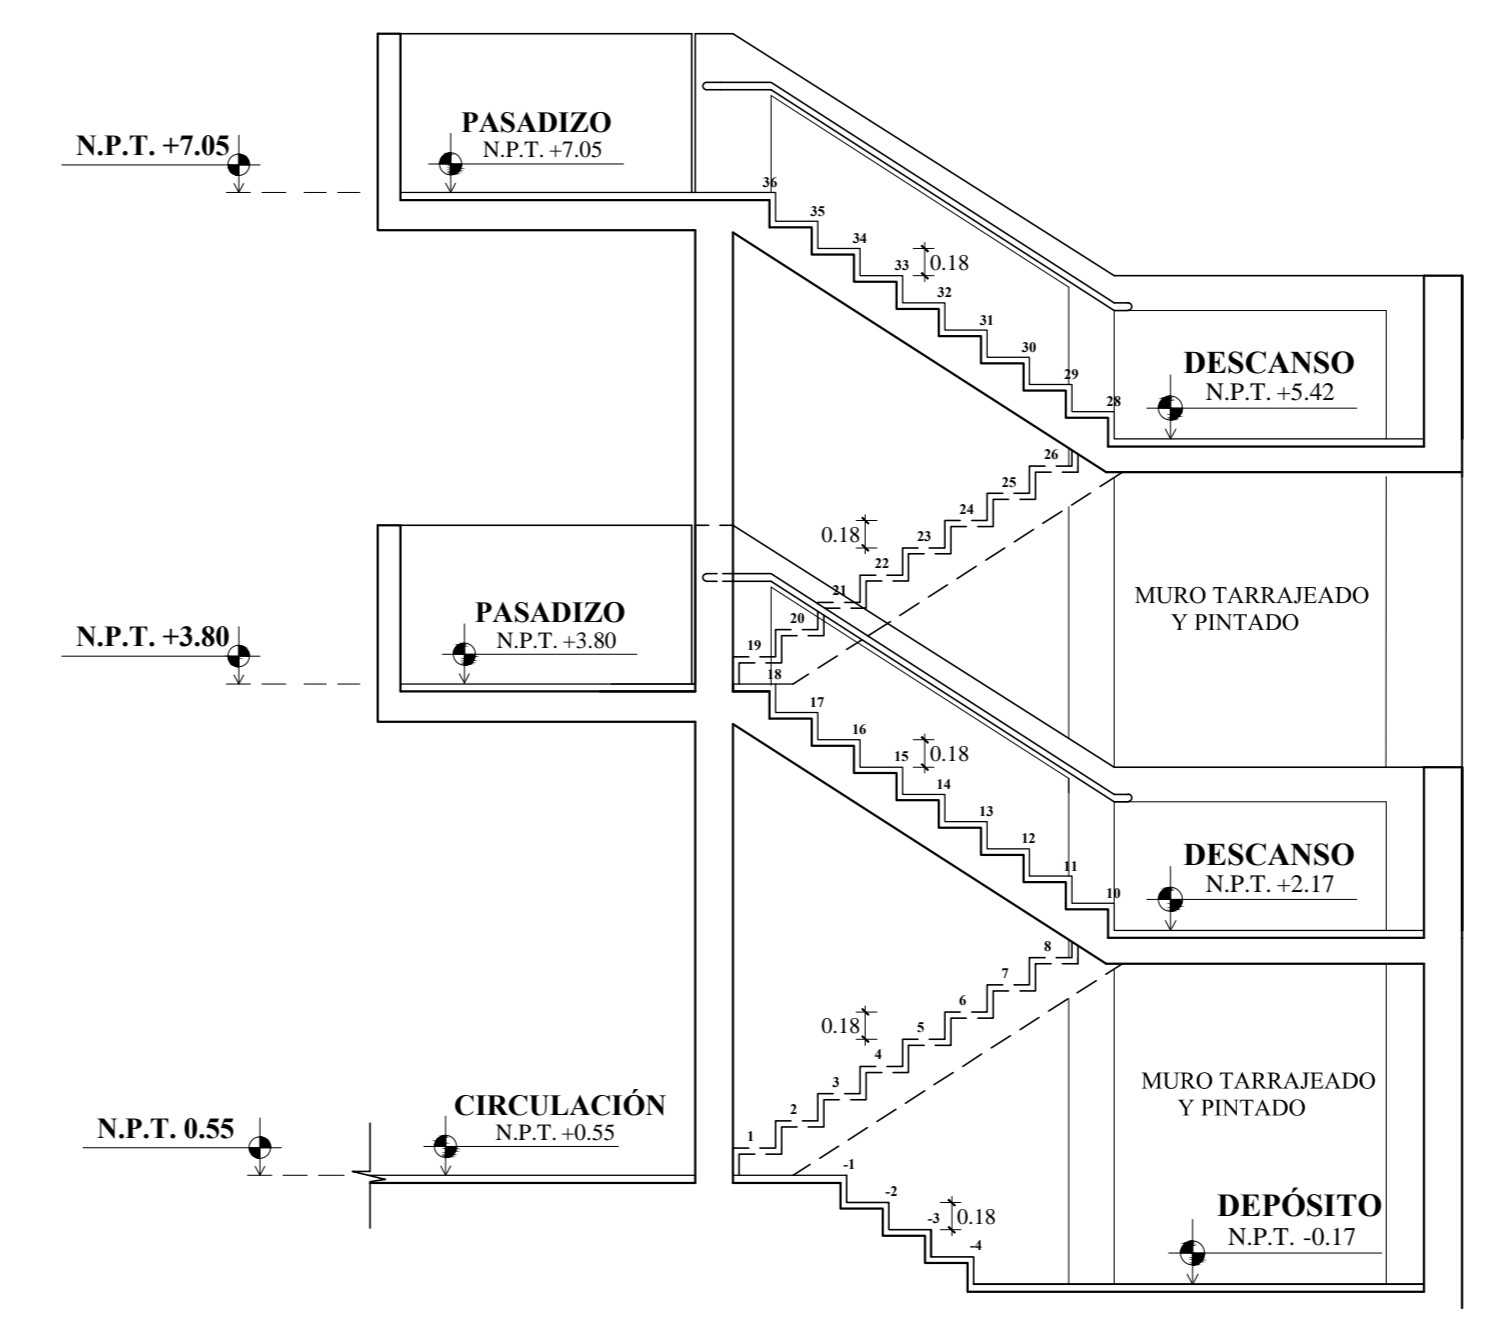 PASADIZO
N.P.T. +7.05
N.P.T. +7.05
36
35
34
33
0.18
32
31
30
29
28
DESCANSO
N.P.T. +5.42
26
25
24
0.18
23
22
21
20
19
18
PASADIZO
N.P.T. +3.80
N.P.T. +3.80
MURO TARRAJEADO
Y PINTADO
17
16
15
0.18
14
13
12
11
10
DESCANSO
N.P.T. +2.17
8
7
6
0.18
5
4
3
2
1
CIRCULACIÓN
N.P.T. +0.55
N.P.T. 0.55
MURO TARRAJEADO
Y PINTADO
-1
-2
-3
0.18
-4
DEPÓSITO
N.P.T. -0.17